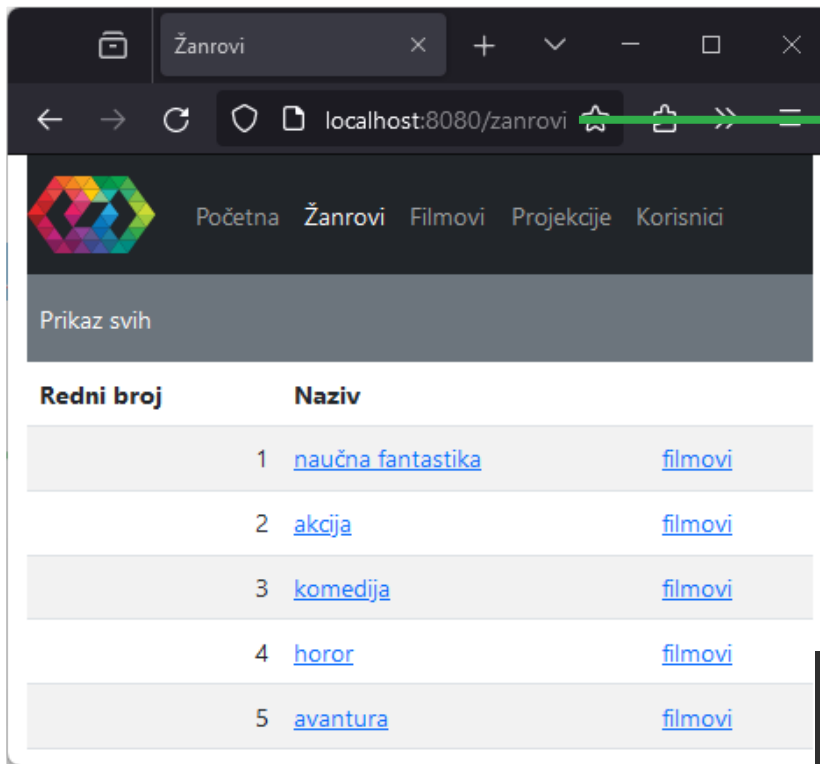 Žanrovi
localhost:8080/zanrovi
Početna Žanrovi Filmovi Projekcije Korisnici
Prikaz svih
Redni broj Naziv
1 naučna fantastika filmovi
2 akcija filmovi
3 komedija filmovi
4 horor filmovi
5 avantura filmovi